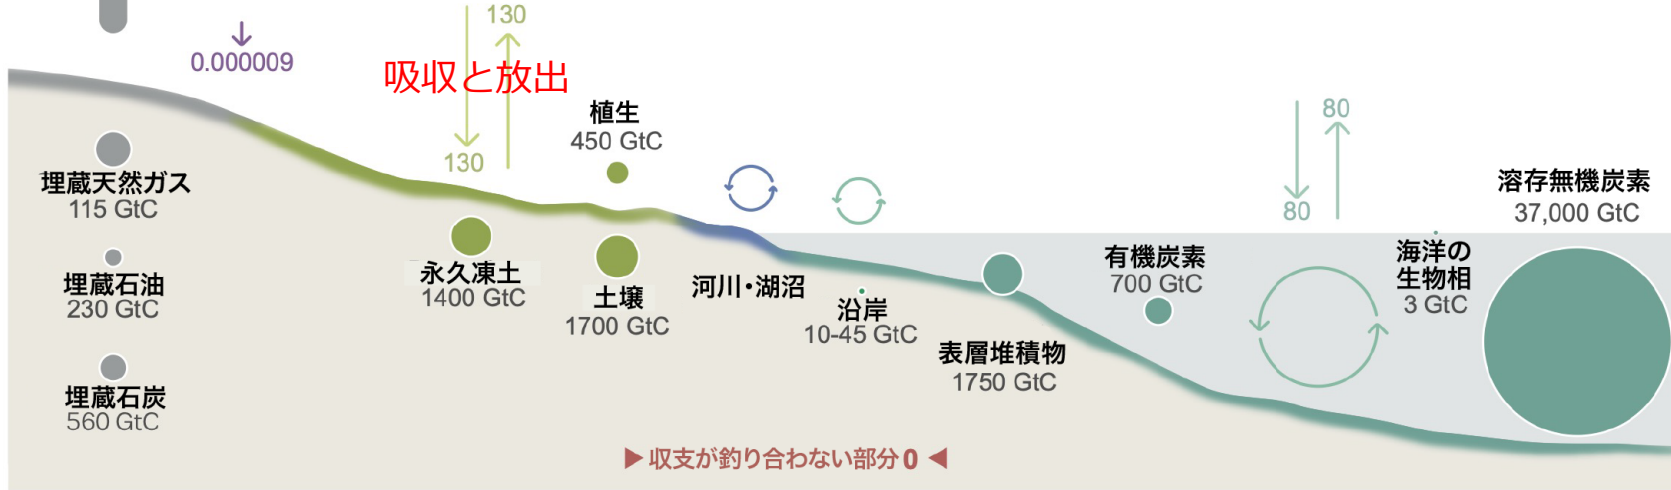 0.000009
130
吸収と放出
130
植生
450 GtC
80
80
埋蔵天然ガス
115 GtC
埋蔵石油
230 GtC
埋蔵石炭
560 GtC
永久凍土
1400 GtC
土壌
1700 GtC
河川・湖沼
沿岸
10-45 GtC
表層堆積物
1750 GtC
有機炭素
700 GtC
海洋の
生物相
3 GtC
溶存無機炭素
37,000 GtC
▶ 収支が釣り合わない部分 0 ◀